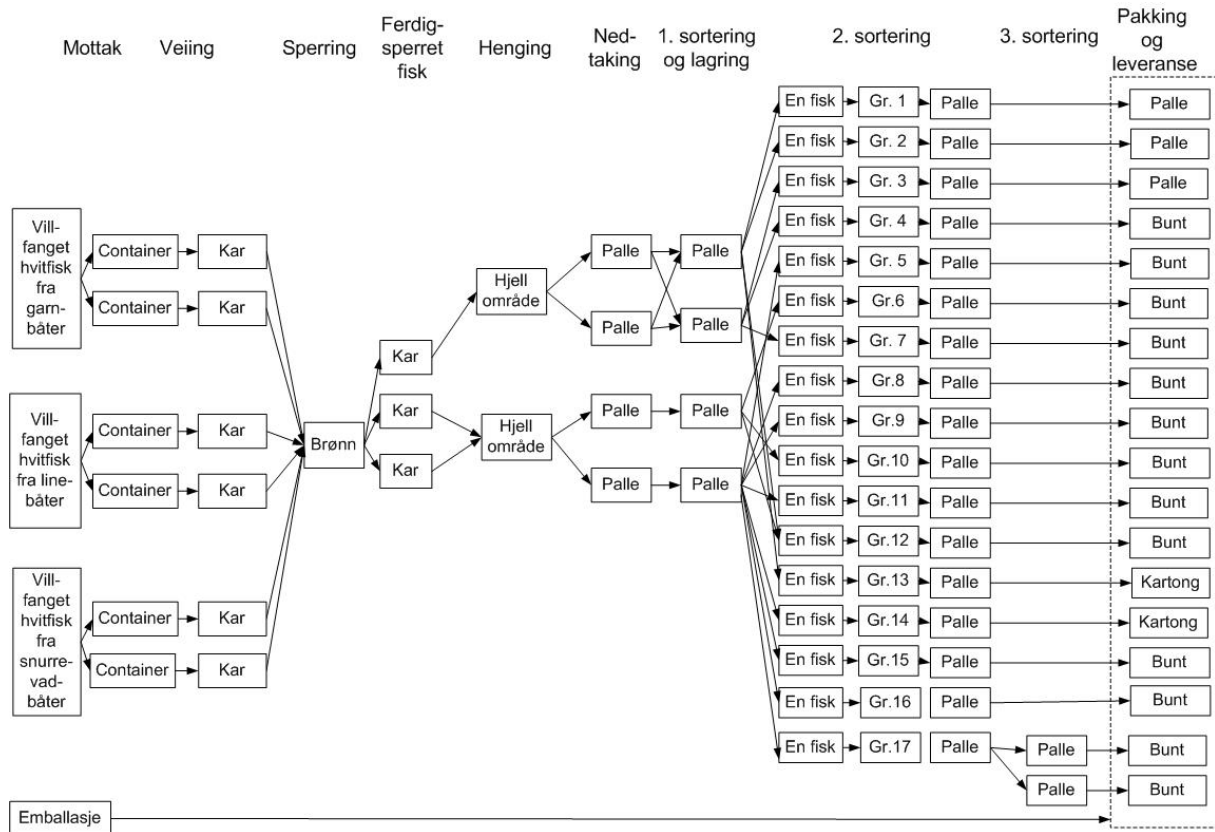 Mottak
Veiing
Sperring
Ferdig-
sperret
fisk
Henging
Ned-
taking
1. sortering
og lagring
2. sortering
3. sortering
Pakking
og
leveranse
Vill-
fanget
hvitfisk
fra
garn-
båter
Container
Kar
Container
Kar
Vill-
fanget
hvitfisk
fra line-
båter
Container
Kar
Container
Kar
Vill-
fanget
hvitfisk
fra
snurre-
vad-
båter
Container
Kar
Container
Kar
Brønn
Kar
Kar
Kar
Hjell
område
Hjell
område
Palle
Palle
Palle
Palle
Palle
Palle
Palle
Palle
En fisk Gr. 1 Palle Palle
En fisk Gr. 2 Palle Palle
En fisk Gr. 3 Palle Palle
En fisk Gr. 4 Palle Bunt
En fisk Gr. 5 Palle Bunt
En fisk Gr.6 Palle Bunt
En fisk Gr. 7 Palle Bunt
En fisk Gr.8 Palle Bunt
En fisk Gr.9 Palle Bunt
En fisk Gr.10 Palle Bunt
En fisk Gr.11 Palle Bunt
En fisk Gr.12 Palle Bunt
En fisk Gr.13 Palle Kartong
En fisk Gr.14 Palle Kartong
En fisk Gr.15 Palle Bunt
En fisk Gr.16 Palle Bunt
En fisk Gr.17 Palle Palle Bunt
Palle Bunt
Emballasje